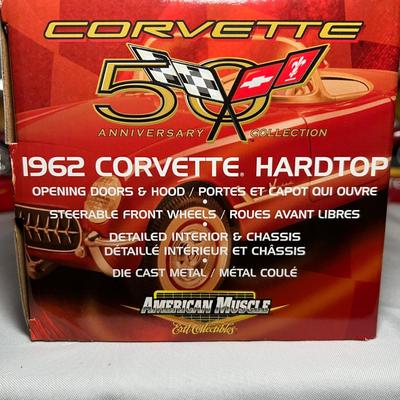 CORVETTE
50
ANNIVERSARY COLLECTION
1962 CORVETTE® HARDTOP
OPENING DOORS & HOOD / PORTES ET CAPOT QUI OUVRE
•
STEERABLE FRONT WHEELS / ROUES AVANT LIBRES
•
DETAILED INTERIOR & CHASSIS
DÉTAILLÉ INTÉRIEUR ET CHÂSSIS
•
DIE CAST METAL / MÉTAL COULÉ
AMERICAN MUSCLE
Ertl Collectibles